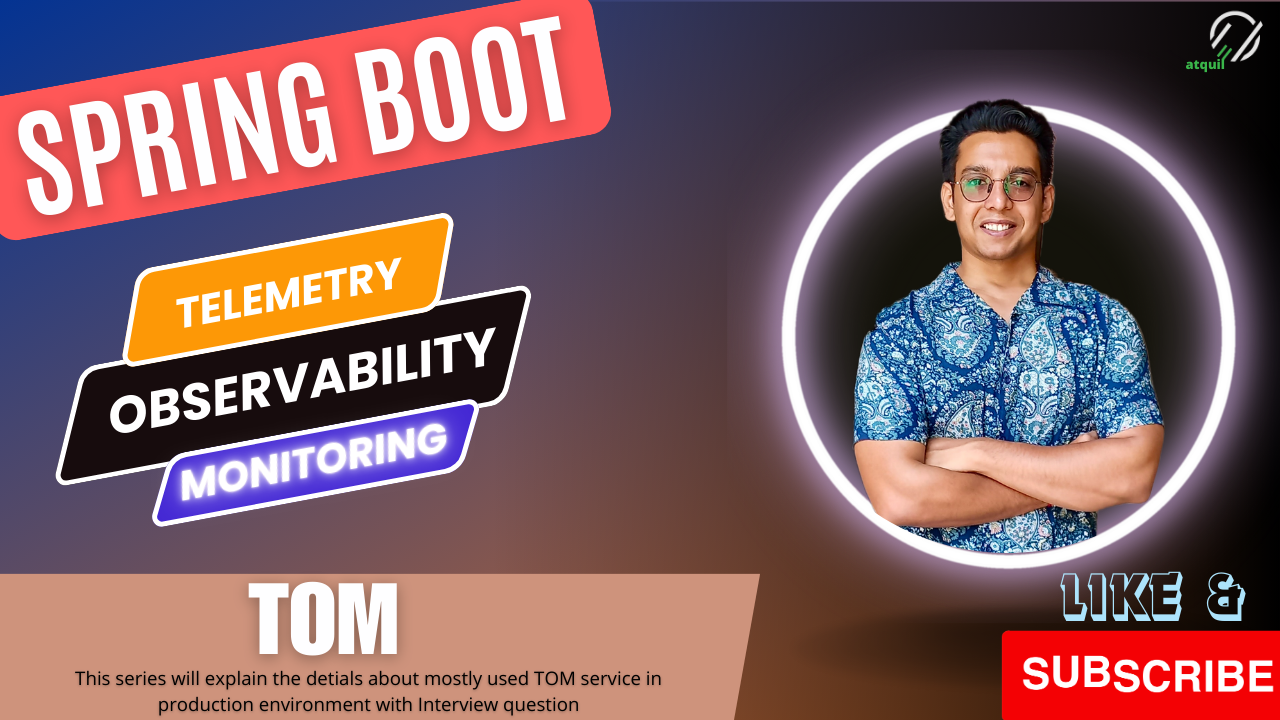 SPRING BOOT
atquil
TELEMETRY
OBSERVABILITY
MONITORING
TOM
This series will explain the detials about mostly used TOM service in
production environment with Interview question
LIKE &
SUBSCRIBE